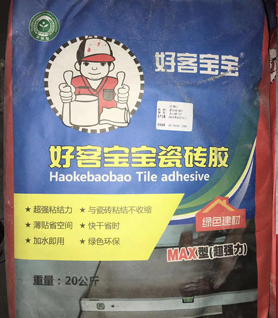 好客宝宝®
好客宝宝瓷砖胶
Haokebaobao Tile adhesive
• 超强粘结力 • 与瓷砖粘结不收缩
• 薄贴省空间 • 快干省时
• 加水即用 • 绿色环保
绿色建材
MAX型(超强力)
重量：20公斤